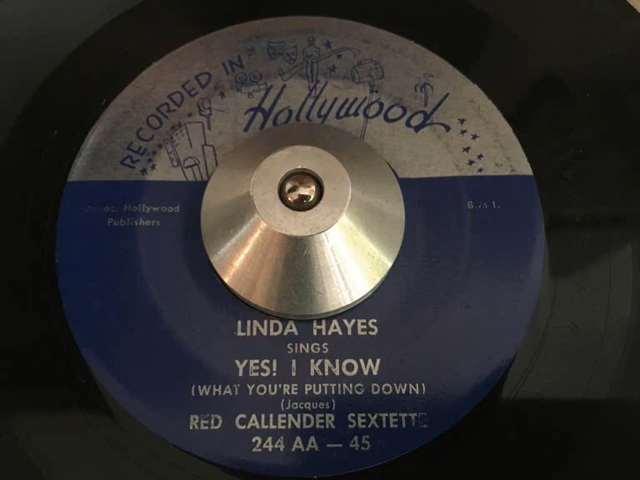 RECORDED IN
Hollywood
Hollywood
Publishers
B.M.I.
LINDA HAYES
SINGS
YES! I KNOW
(WHAT YOU'RE PUTTING DOWN)
(Jacques)
RED CALLENDER SEXTETTE
244 AA — 45